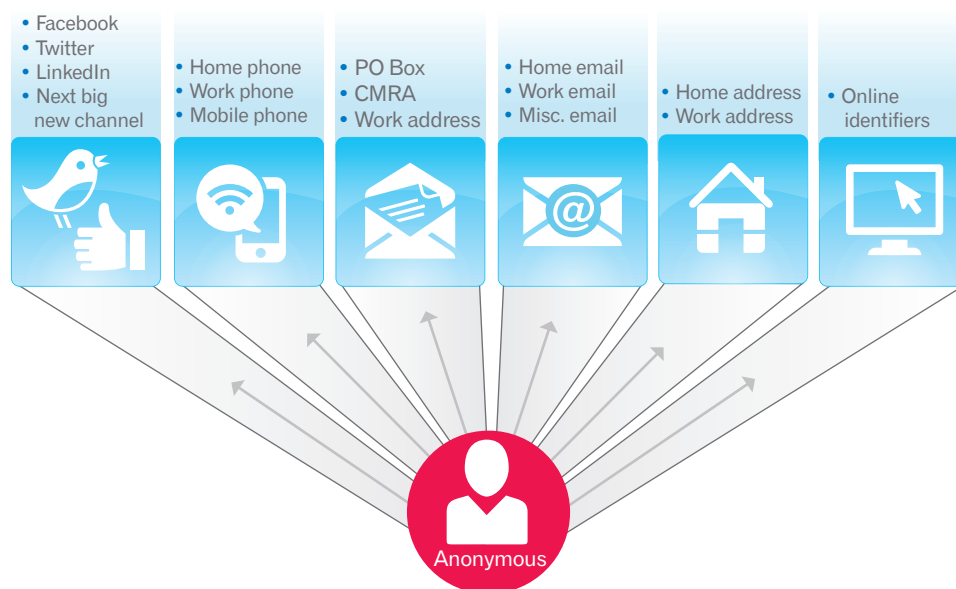 • Facebook
• Twitter
• LinkedIn
• Next big
new channel
• Home phone
• Work phone
• Mobile phone
• PO Box
• CMRA
• Work address
• Home email
• Work email
• Misc. email
• Home address
• Work address
• Online
identifiers
@
Anonymous